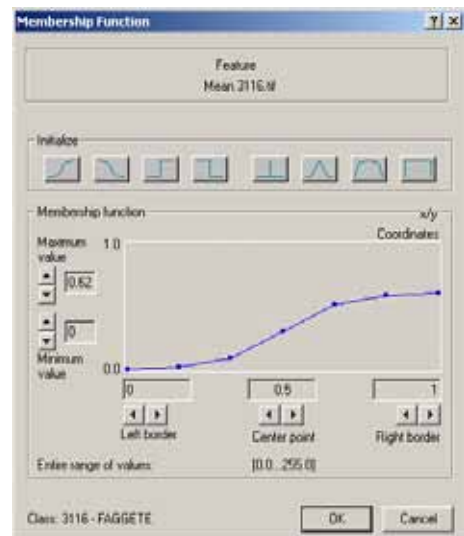 Membership Function
Feature
Mean 3116.tif
Initialize
Membership function
x/y
Coordinates
Maximum value
1.0
0.62
0
Minimum value
0.0
0
0.5
1
Left border
Center point
Right border
Entire range of values:
[0.0...255.0]
Class: 3116 - FAGGETE
OK
Cancel